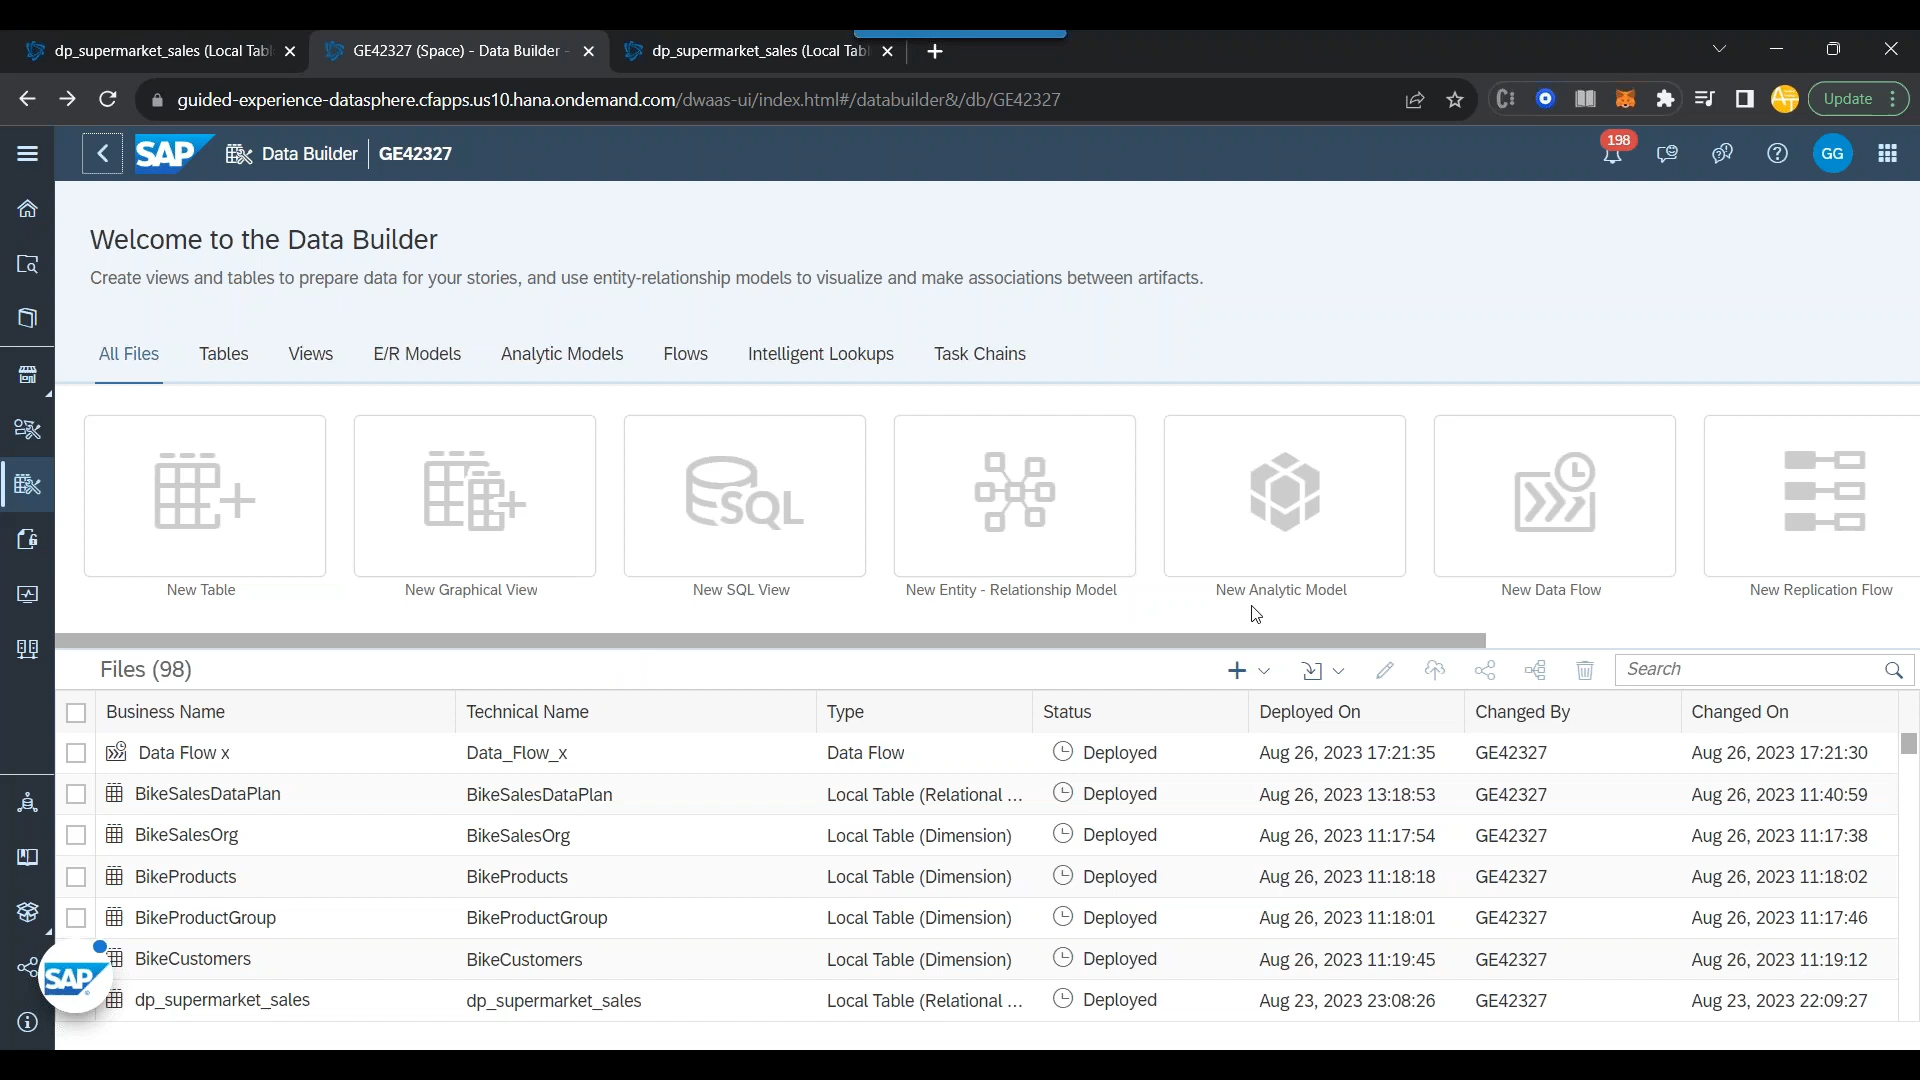 dp_supermarket_sales (Local Tabl
GE42327 (Space) - Data Builder -
dp_supermarket_sales (Local Tabl
guided-experience-datasphere.cfapps.us10.hana.ondemand.com/dwaas-ui/index.html#/databuilder&/db/GE42327
Update
SAP
Data Builder
GE42327
198
GG
Welcome to the Data Builder
Create views and tables to prepare data for your stories, and use entity-relationship models to visualize and make associations between artifacts.
All Files
Tables
Views
E/R Models
Analytic Models
Flows
Intelligent Lookups
Task Chains
SQL
New Table
New Graphical View
New SQL View
New Entity - Relationship Model
New Analytic Model
New Data Flow
New Replication Flow
Files (98)
Search
Business Name Technical Name Type Status Deployed On Changed By Changed On
Data Flow x Data_Flow_x Data Flow Deployed Aug 26, 2023 17:21:35 GE42327 Aug 26, 2023 17:21:30
BikeSalesDataPlan BikeSalesDataPlan Local Table (Relational ... Deployed Aug 26, 2023 13:18:53 GE42327 Aug 26, 2023 11:40:59
BikeSalesOrg BikeSalesOrg Local Table (Dimension) Deployed Aug 26, 2023 11:17:54 GE42327 Aug 26, 2023 11:17:38
BikeProducts BikeProducts Local Table (Dimension) Deployed Aug 26, 2023 11:18:18 GE42327 Aug 26, 2023 11:18:02
BikeProductGroup BikeProductGroup Local Table (Dimension) Deployed Aug 26, 2023 11:18:01 GE42327 Aug 26, 2023 11:17:46
BikeCustomers BikeCustomers Local Table (Dimension) Deployed Aug 26, 2023 11:19:45 GE42327 Aug 26, 2023 11:19:12
SAP
dp_supermarket_sales dp_supermarket_sales Local Table (Relational ... Deployed Aug 23, 2023 23:08:26 GE42327 Aug 23, 2023 22:09:27